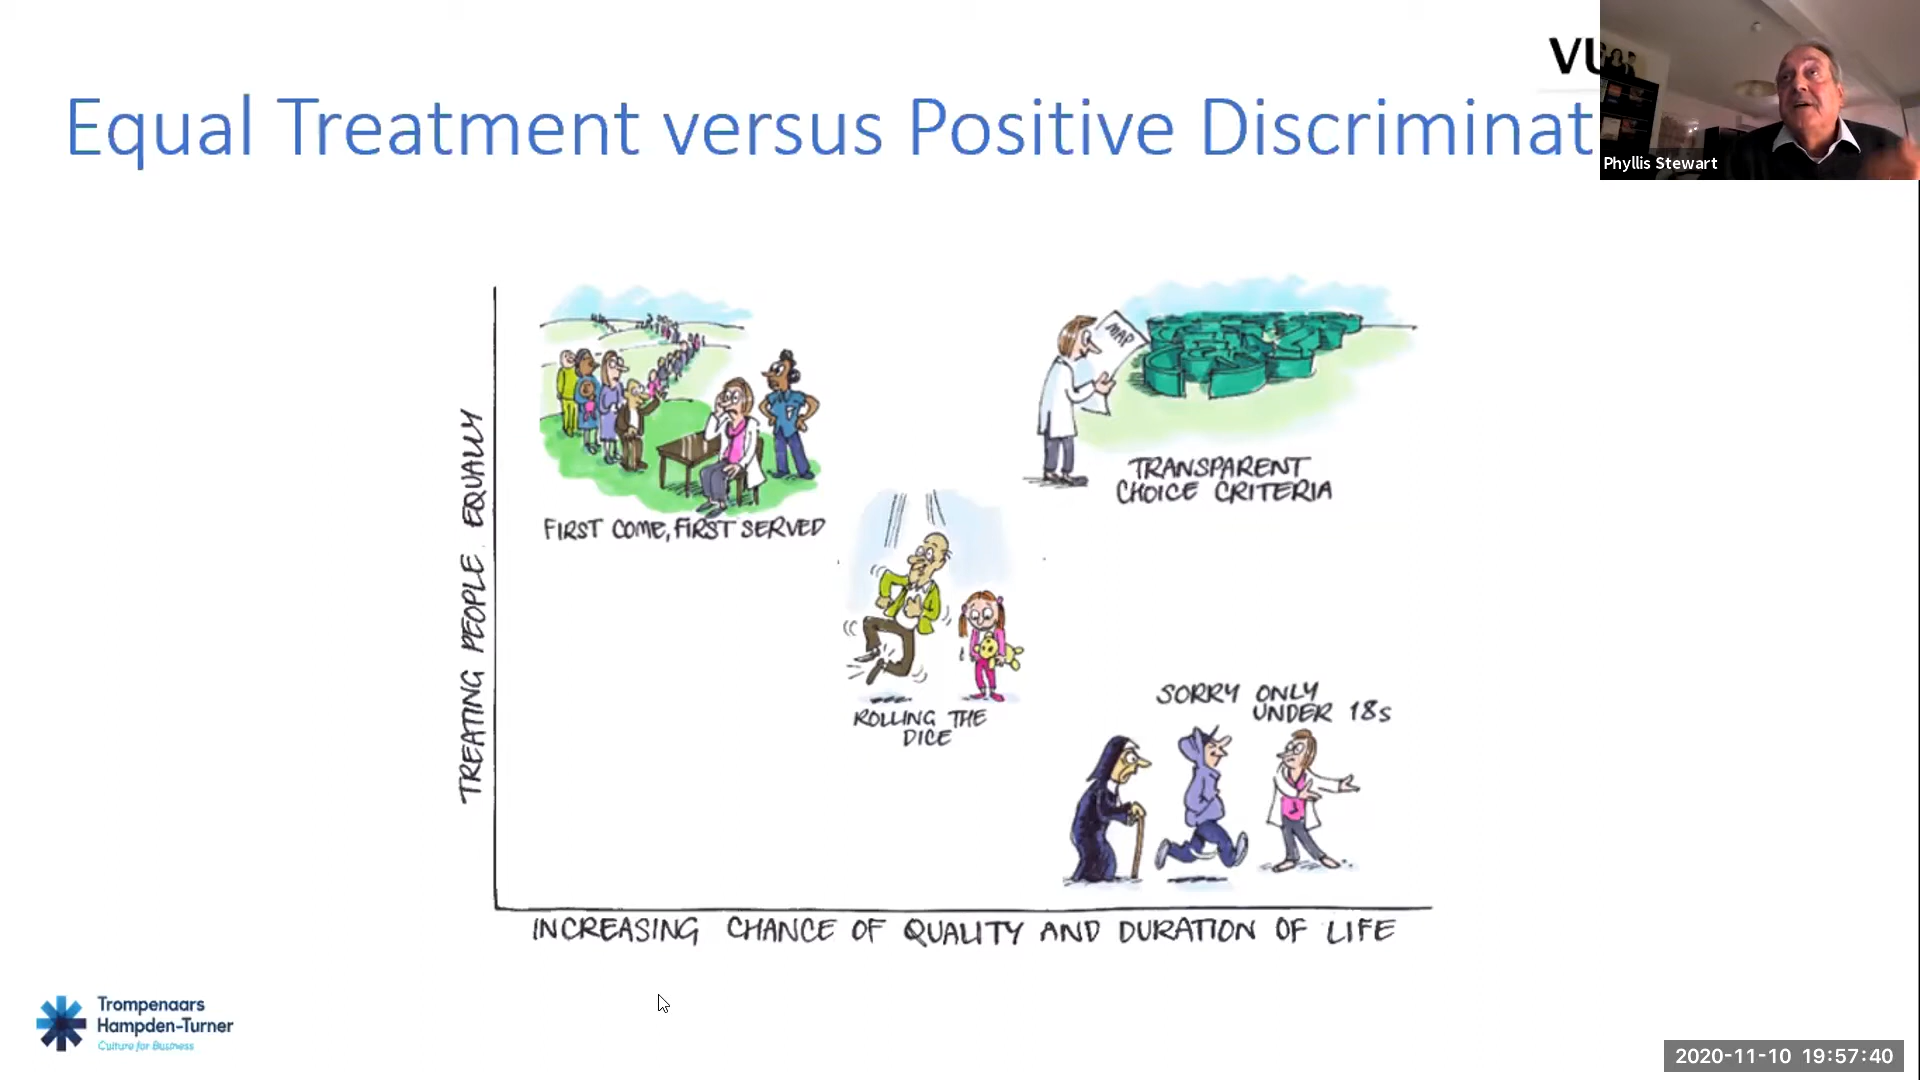 VU
Equal Treatment versus Positive Discriminat
Phyllis Stewart
MAP
TRANSPARENT
CHOICE CRITERIA
FIRST COME, FIRST SERVED
TREATING PEOPLE EQUALLY
ROLLING THE
DICE
SORRY ONLY
UNDER 18s
INCREASING CHANCE OF QUALITY AND DURATION OF LIFE
Trompenaars
Hampden-Turner
Culture for Business
2020-11-10 19:57:40